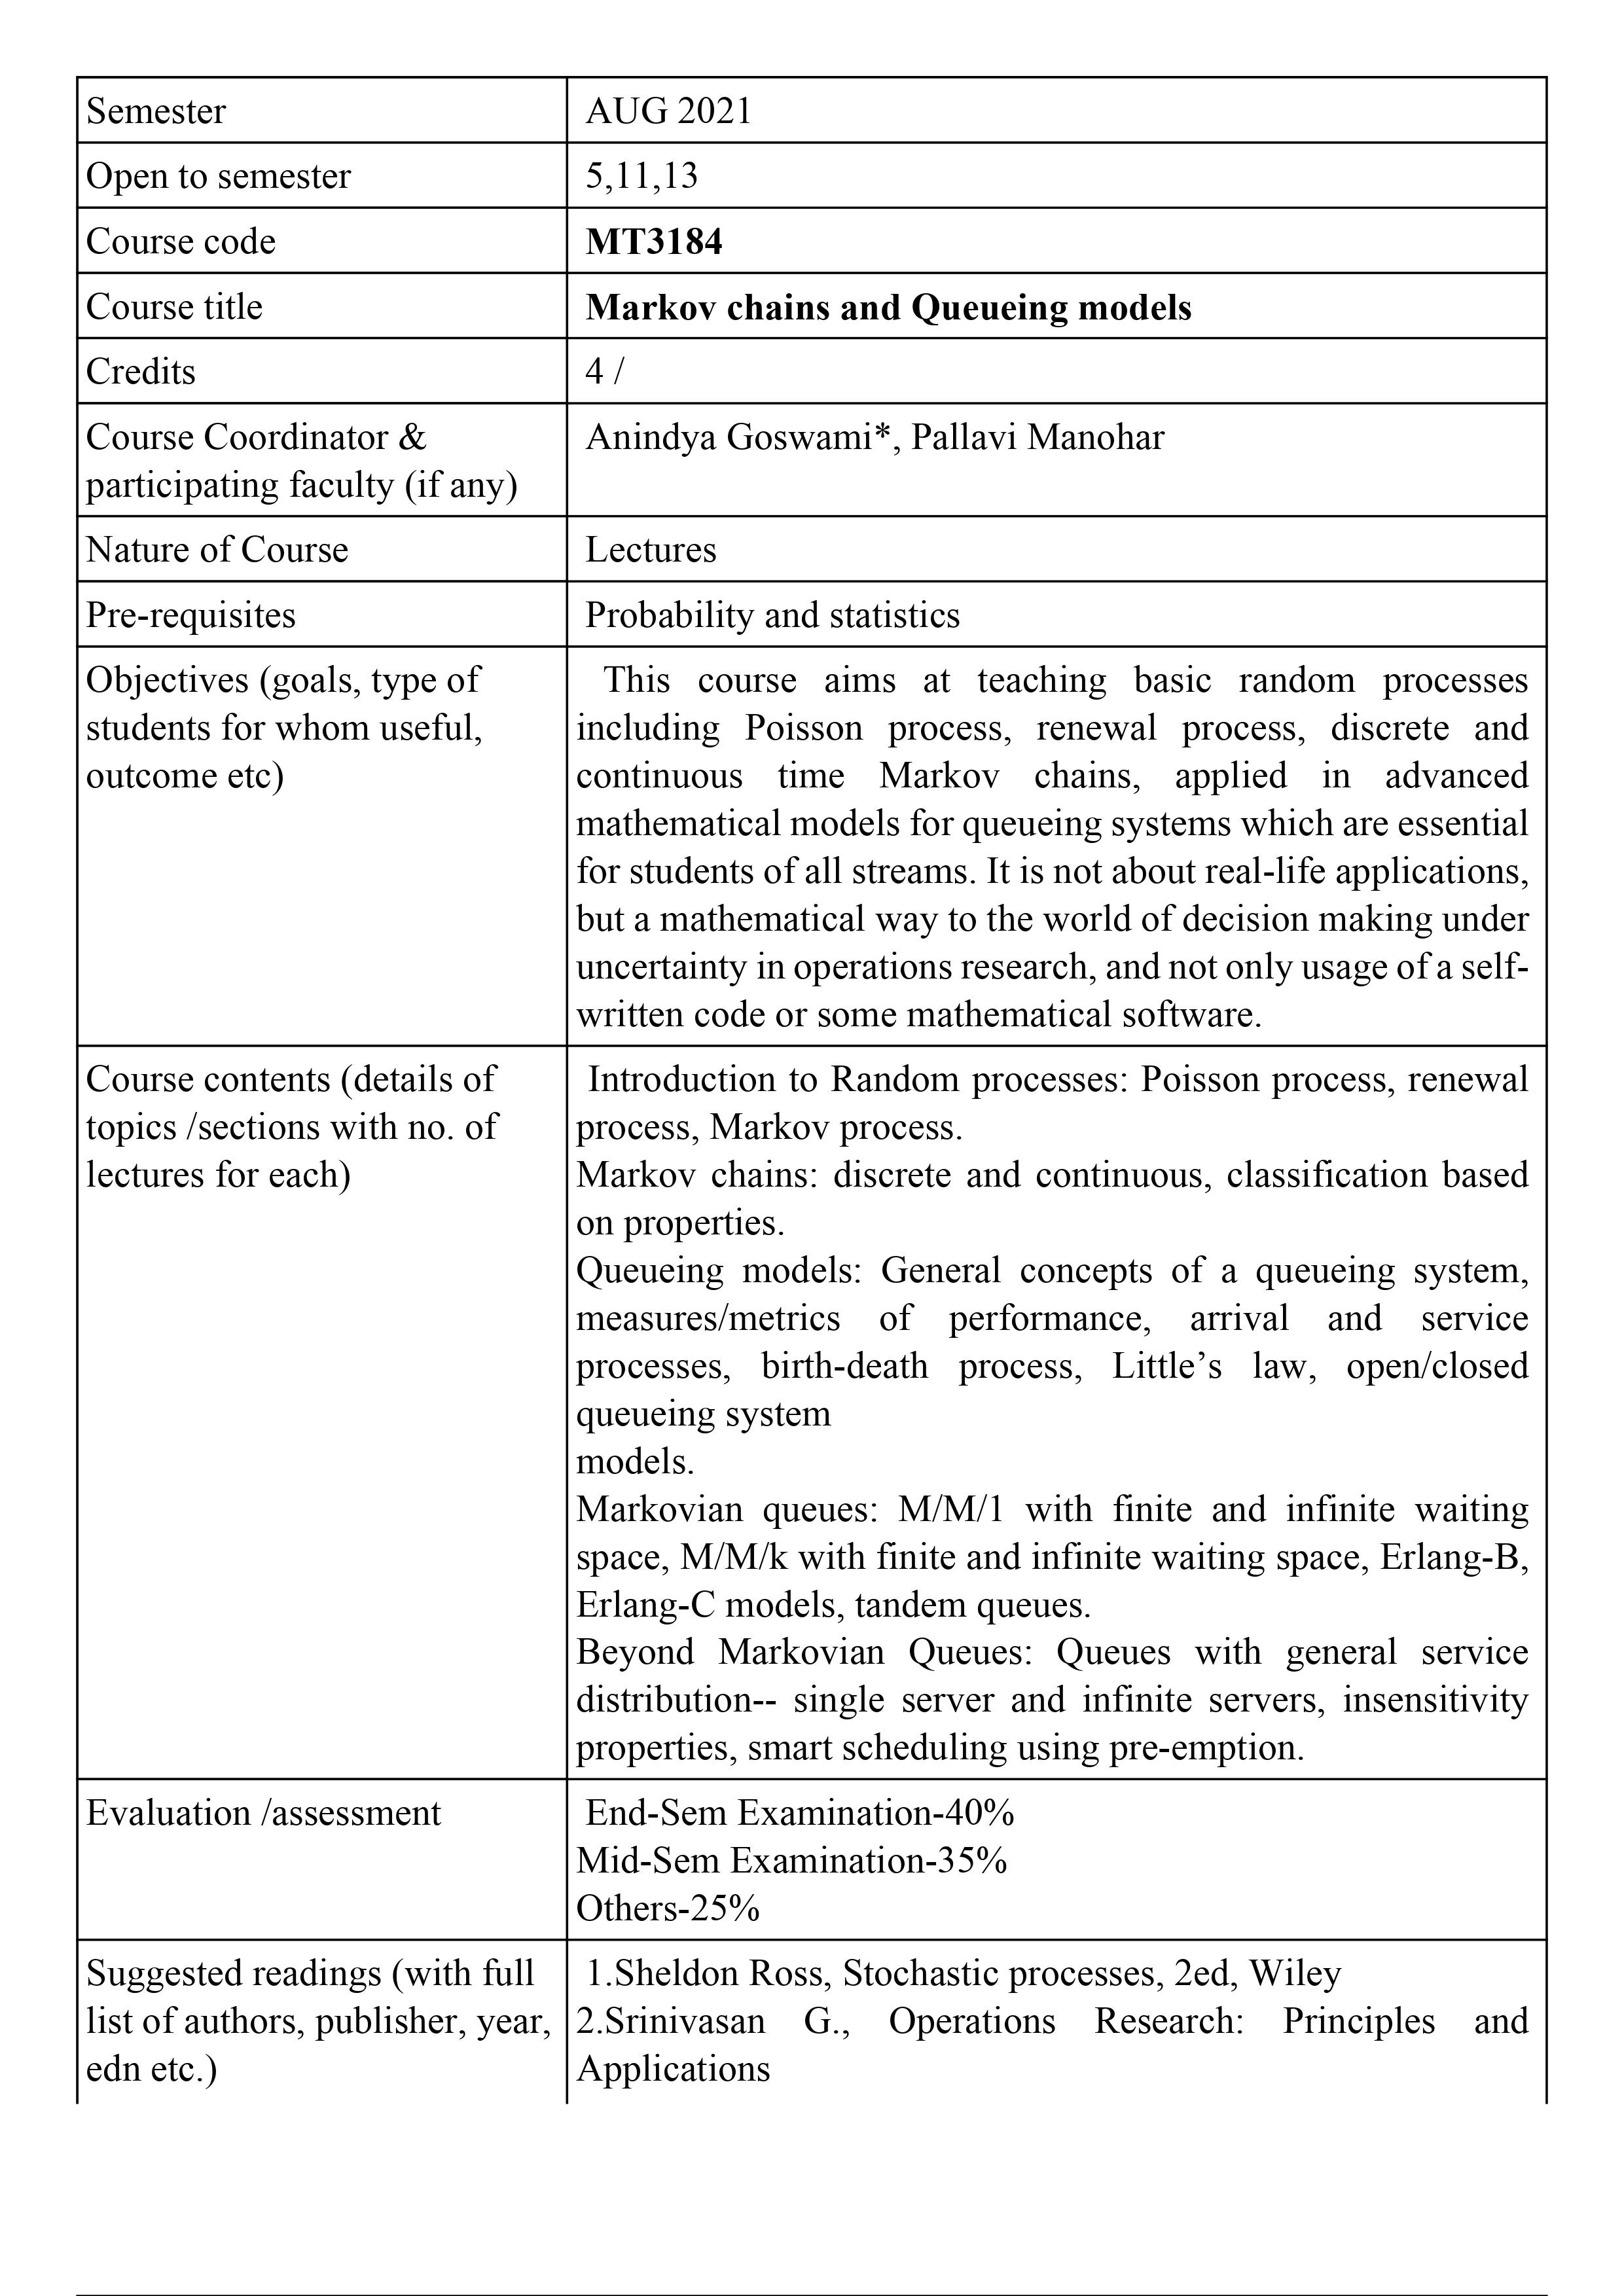 Semester
AUG 2021
Open to semester
5,11,13
Course code
MT3184
Course title
Markov chains and Queueing models
Credits
4 /
Course Coordinator &
participating faculty (if any)
Anindya Goswami*, Pallavi Manohar
Nature of Course
Lectures
Pre-requisites
Probability and statistics
Objectives (goals, type of
students for whom useful,
outcome etc)
This course aims at teaching basic random processes
including Poisson process, renewal process, discrete and
continuous time Markov chains, applied in advanced
mathematical models for queueing systems which are essential
for students of all streams. It is not about real-life applications,
but a mathematical way to the world of decision making under
uncertainty in operations research, and not only usage of a self-
written code or some mathematical software.
Course contents (details of
topics /sections with no. of
lectures for each)
Introduction to Random processes: Poisson process, renewal
process, Markov process.
Markov chains: discrete and continuous, classification based
on properties.
Queueing models: General concepts of a queueing system,
measures/metrics of performance, arrival and service
processes, birth-death process, Little’s law, open/closed
queueing system
models.
Markovian queues: M/M/1 with finite and infinite waiting
space, M/M/k with finite and infinite waiting space, Erlang-B,
Erlang-C models, tandem queues.
Beyond Markovian Queues: Queues with general service
distribution-- single server and infinite servers, insensitivity
properties, smart scheduling using pre-emption.
Evaluation /assessment
End-Sem Examination-40%
Mid-Sem Examination-35%
Others-25%
Suggested readings (with full
list of authors, publisher, year,
edn etc.)
1.Sheldon Ross, Stochastic processes, 2ed, Wiley
2.Srinivasan G., Operations Research: Principles and
Applications